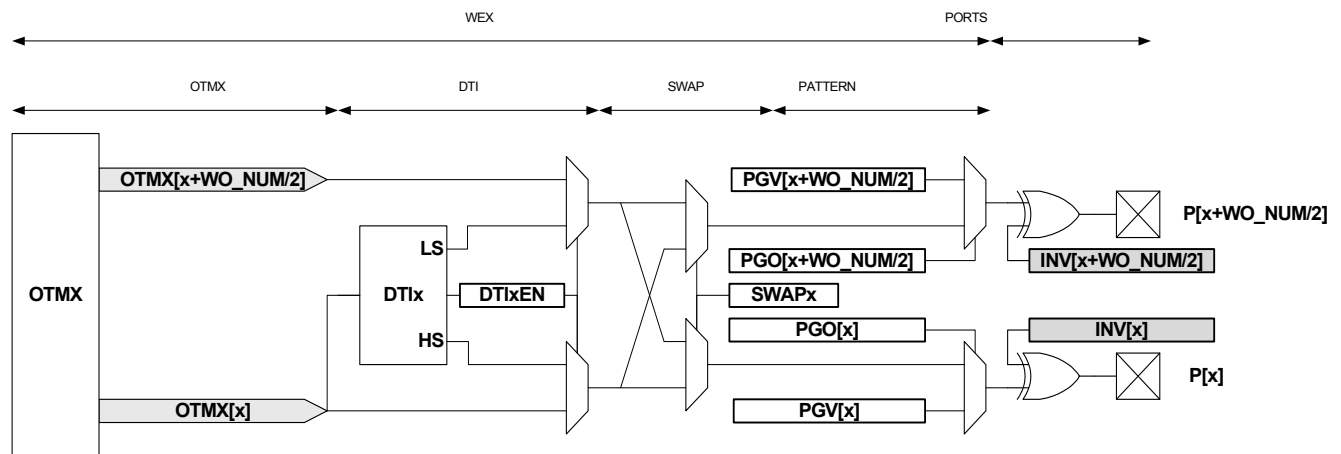 WEX PORTS
OTMX DTI SWAP PATTERN
OTMX[x+WO_NUM/2] PGV[x+WO_NUM/2]
P[x+WO_NUM/2]
LS
PGO[x+WO_NUM/2] INV[x+WO_NUM/2]
OTMX DTIx DTIxEN SWAPx
PGO[x] INV[x]
HS
P[x]
OTMX[x] PGV[x]